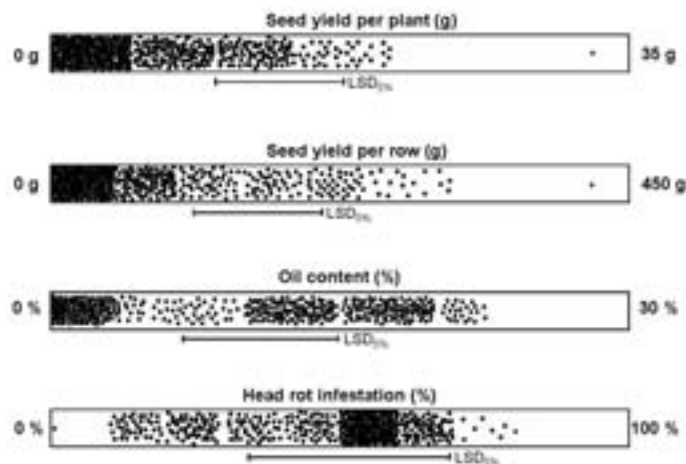 Seed yield per plant (g)
0 g 35 g
LSD5%
Seed yield per row (g)
0 g 450 g
LSD5%
Oil content (%)
0 % 30 %
LSD5%
Head rot infestation (%)
0 % 100 %
LSD5%